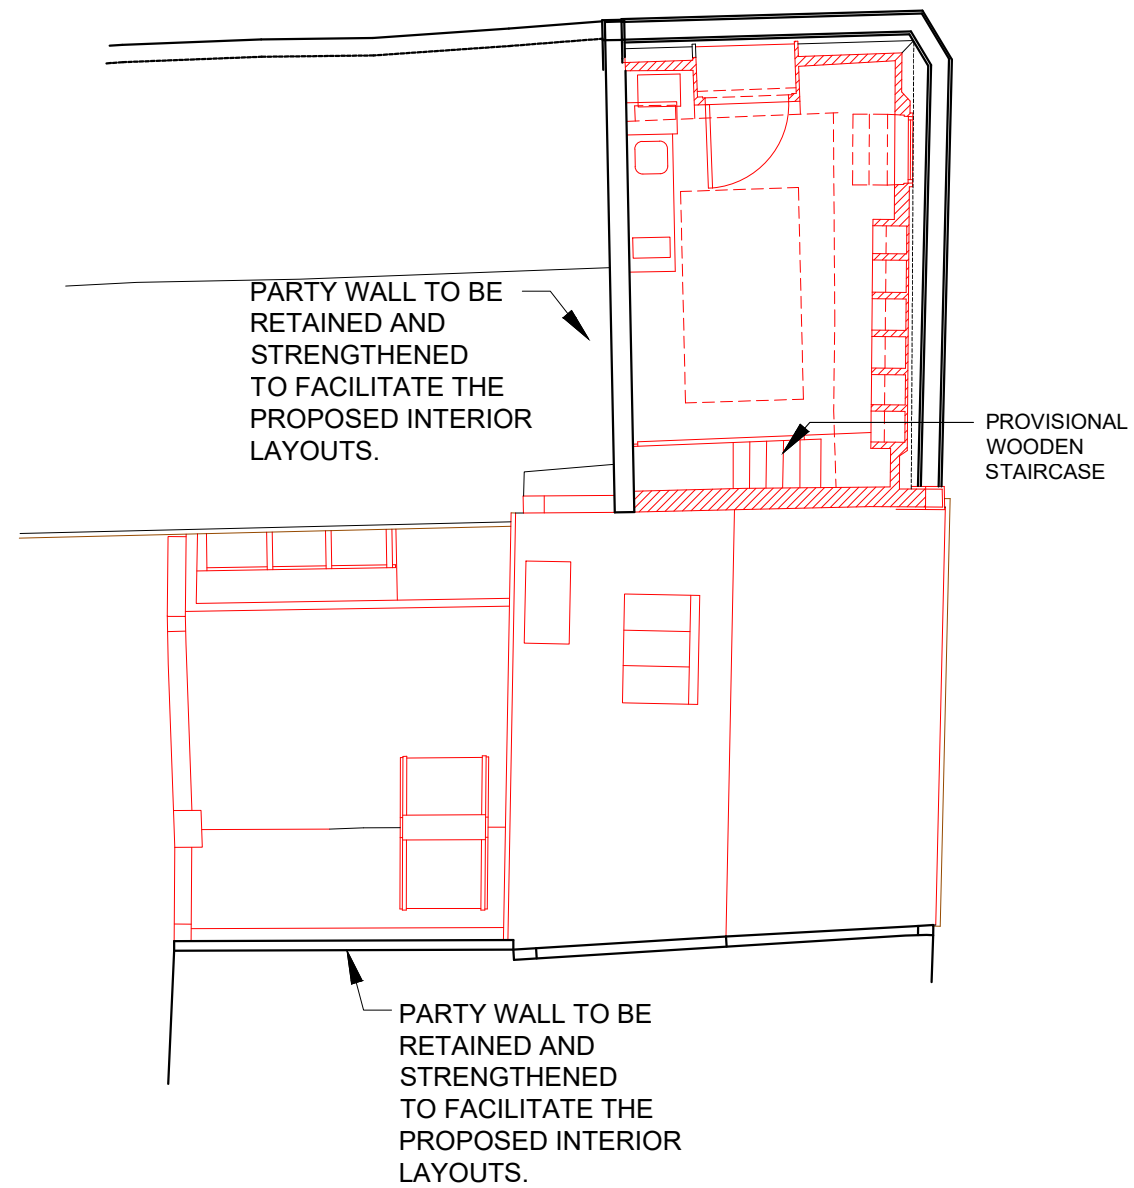 PARTY WALL TO BE
RETAINED AND
STRENGTHENED
TO FACILITATE THE
PROPOSED INTERIOR
LAYOUTS.
PROVISIONAL
WOODEN
STAIRCASE
PARTY WALL TO BE
RETAINED AND
STRENGTHENED
TO FACILITATE THE
PROPOSED INTERIOR
LAYOUTS.